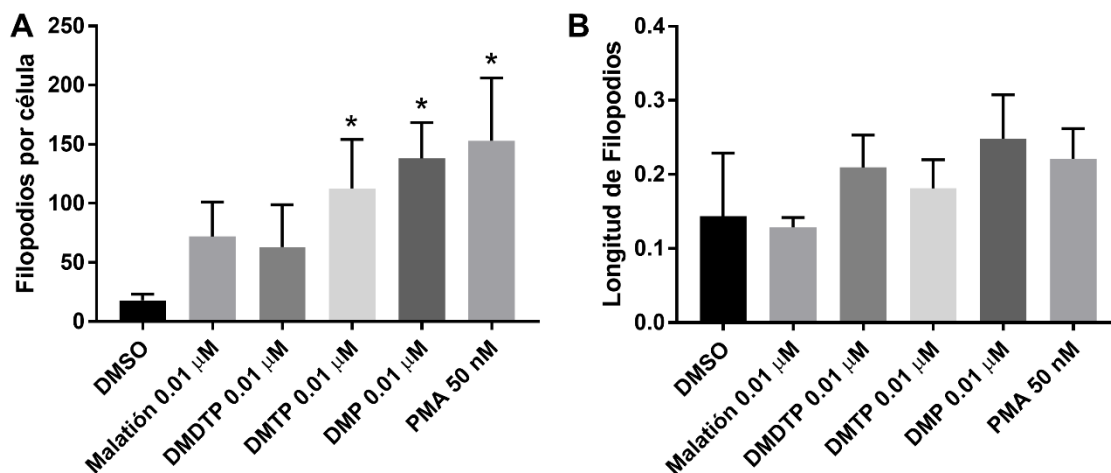 A
Filopodios por célula
250
200
150
100
50
0
*
*
*
DMSO
Malatión 0.01 μM
DMDTP 0.01 μM
DMTP 0.01 μM
DMP 0.01 μM
PMA 50 nM
B
Longitud de Filopodios
0.4
0.3
0.2
0.1
0.0
DMSO
Malatión 0.01 μM
DMDTP 0.01 μM
DMTP 0.01 μM
DMP 0.01 μM
PMA 50 nM